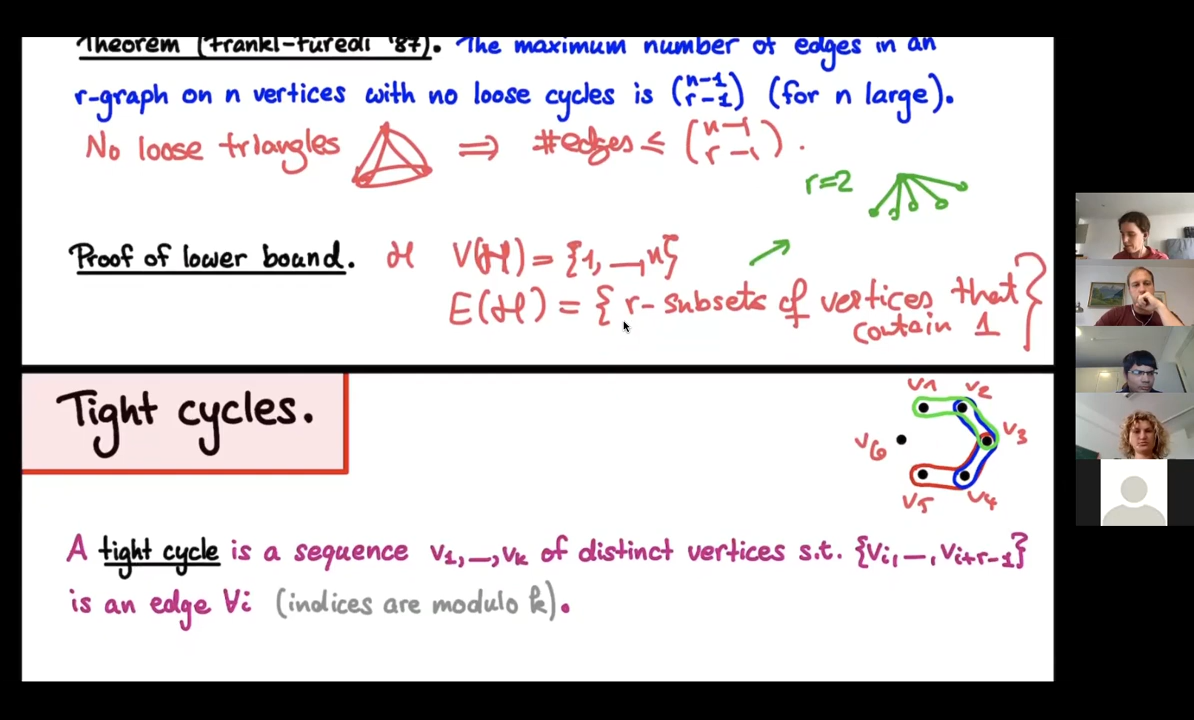 Theorem (Frankl-Füredi '87). The maximum number of edges in an
r-graph on n vertices with no loose cycles is (n-1 r-1) (for n large).
No loose triangles ⟹ #edges ≤ (n-1 r-1).
r=2
Proof of lower bound. H V(H) = {1, —, n}
E(H) = { r-subsets of vertices that
contain 1 }
Tight cycles.
v1 v2
v3
v6
v5 v4
A tight cycle is a sequence v1, —, vk of distinct vertices s.t. {vi, —, vi+r-1}
is an edge ∀i (indices are modulo k).